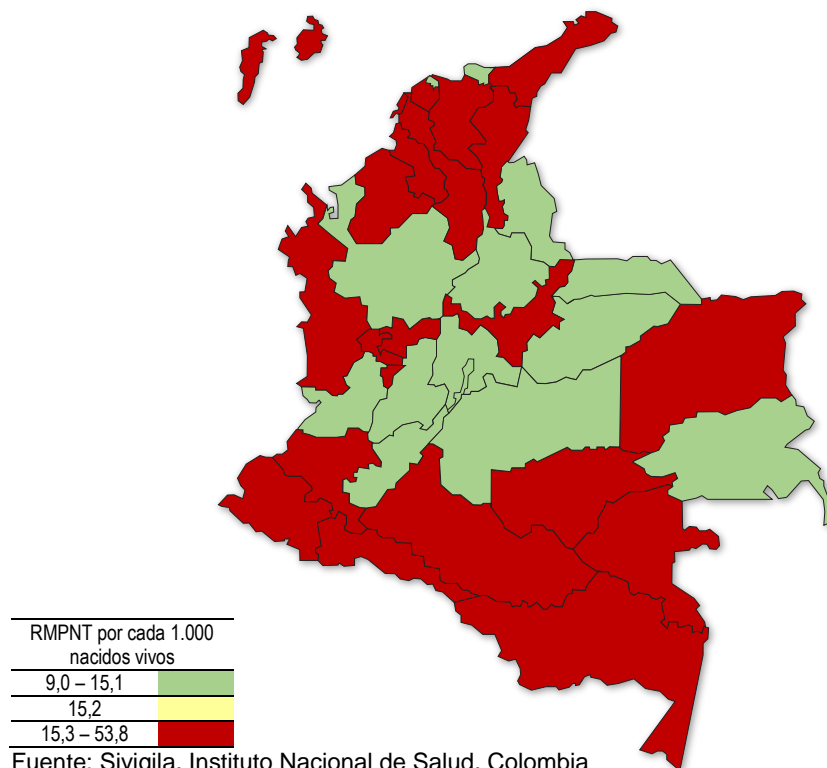 RMPNT por cada 1.000
nacidos vivos
9,0 – 15,1
15,2
15,3 – 53,8
Fuente: Sivigila, Instituto Nacional de Salud, Colombia